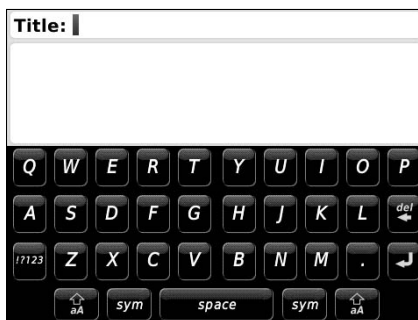 Title:
Q W E R T Y U I O P
A S D F G H J K L del
!?123 Z X C V B N M .
aA sym space sym aA